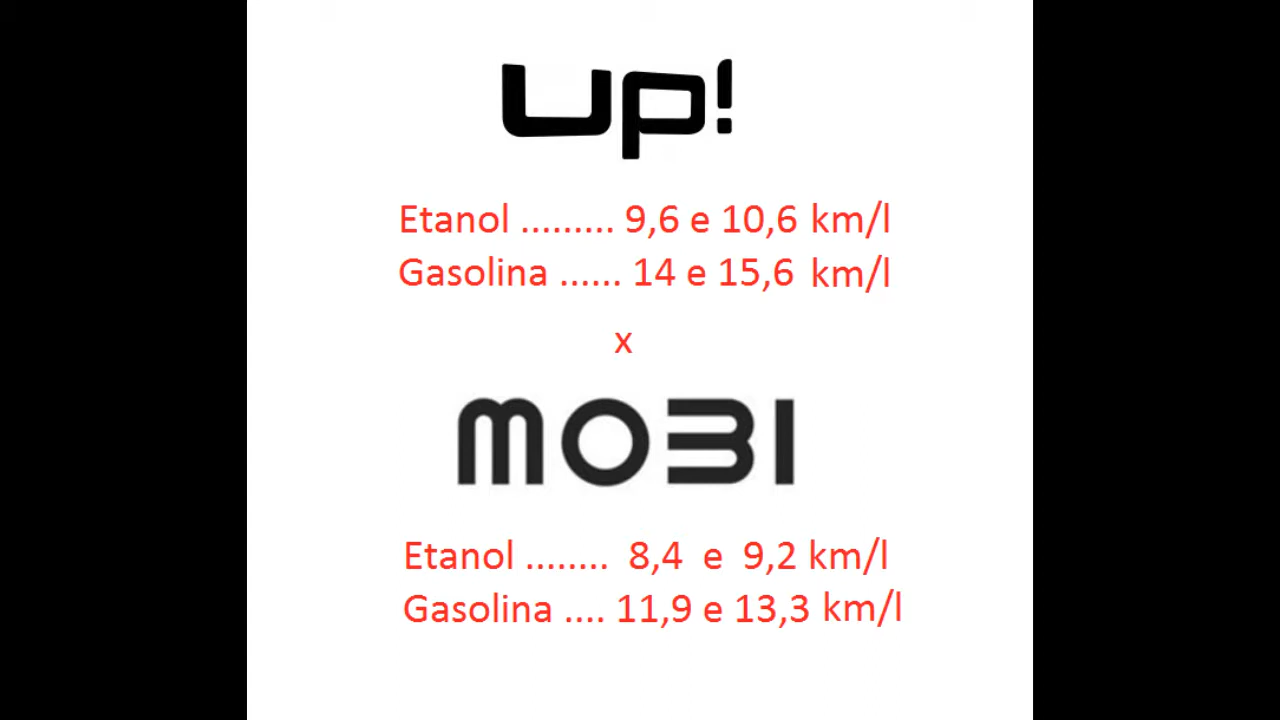 up!
Etanol ......... 9,6 e 10,6 km/l
Gasolina ...... 14 e 15,6 km/l
x
MOBI
Etanol ........ 8,4 e 9,2 km/l
Gasolina .... 11,9 e 13,3 km/l